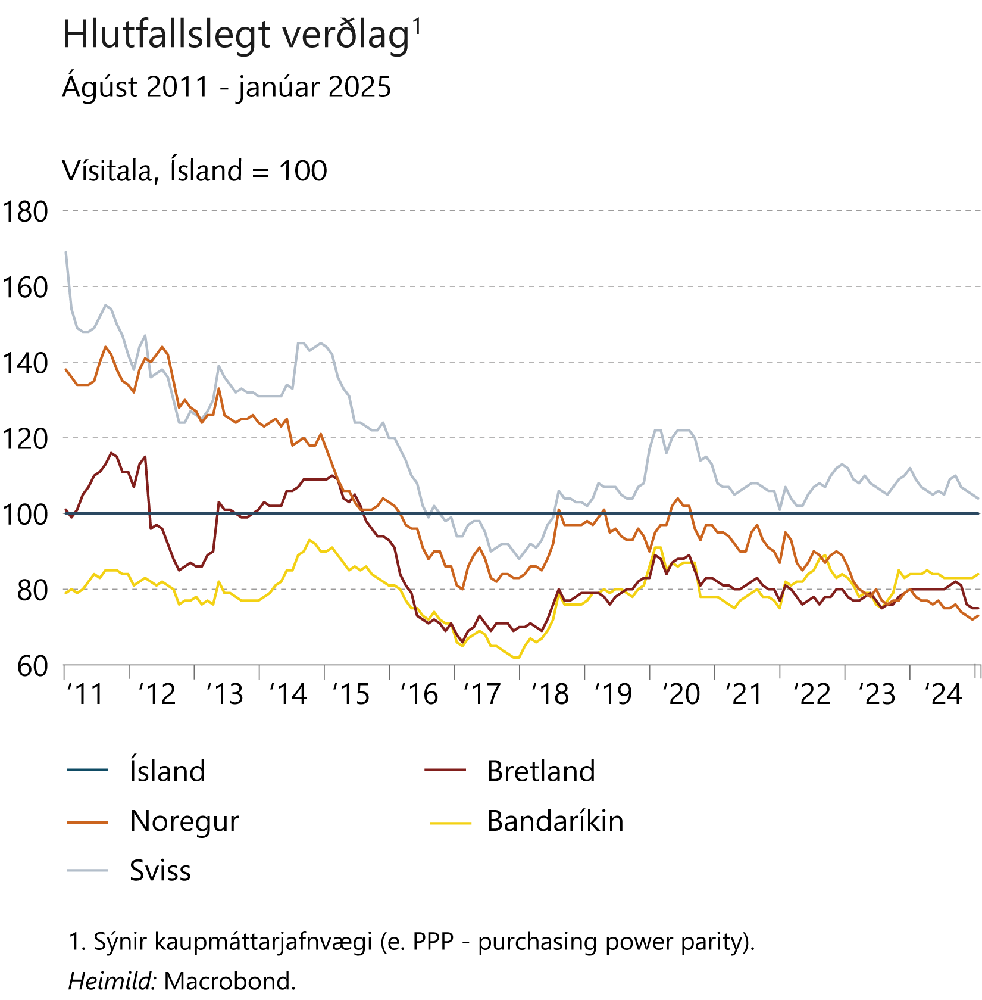 Hlutfallslegt verðlag¹
Ágúst 2011 - janúar 2025
Vísitala, Ísland = 100
180
160
140
120
100
80
60
‘11 ‘12 ‘13 ‘14 ‘15 ‘16 ‘17 ‘18 ‘19 ‘20 ‘21 ‘22 ‘23 ‘24
Ísland Bretland
Noregur Bandaríkin
Sviss
1. Sýnir kaupmáttarjafnvægi (e. PPP - purchasing power parity).
Heimild: Macrobond.